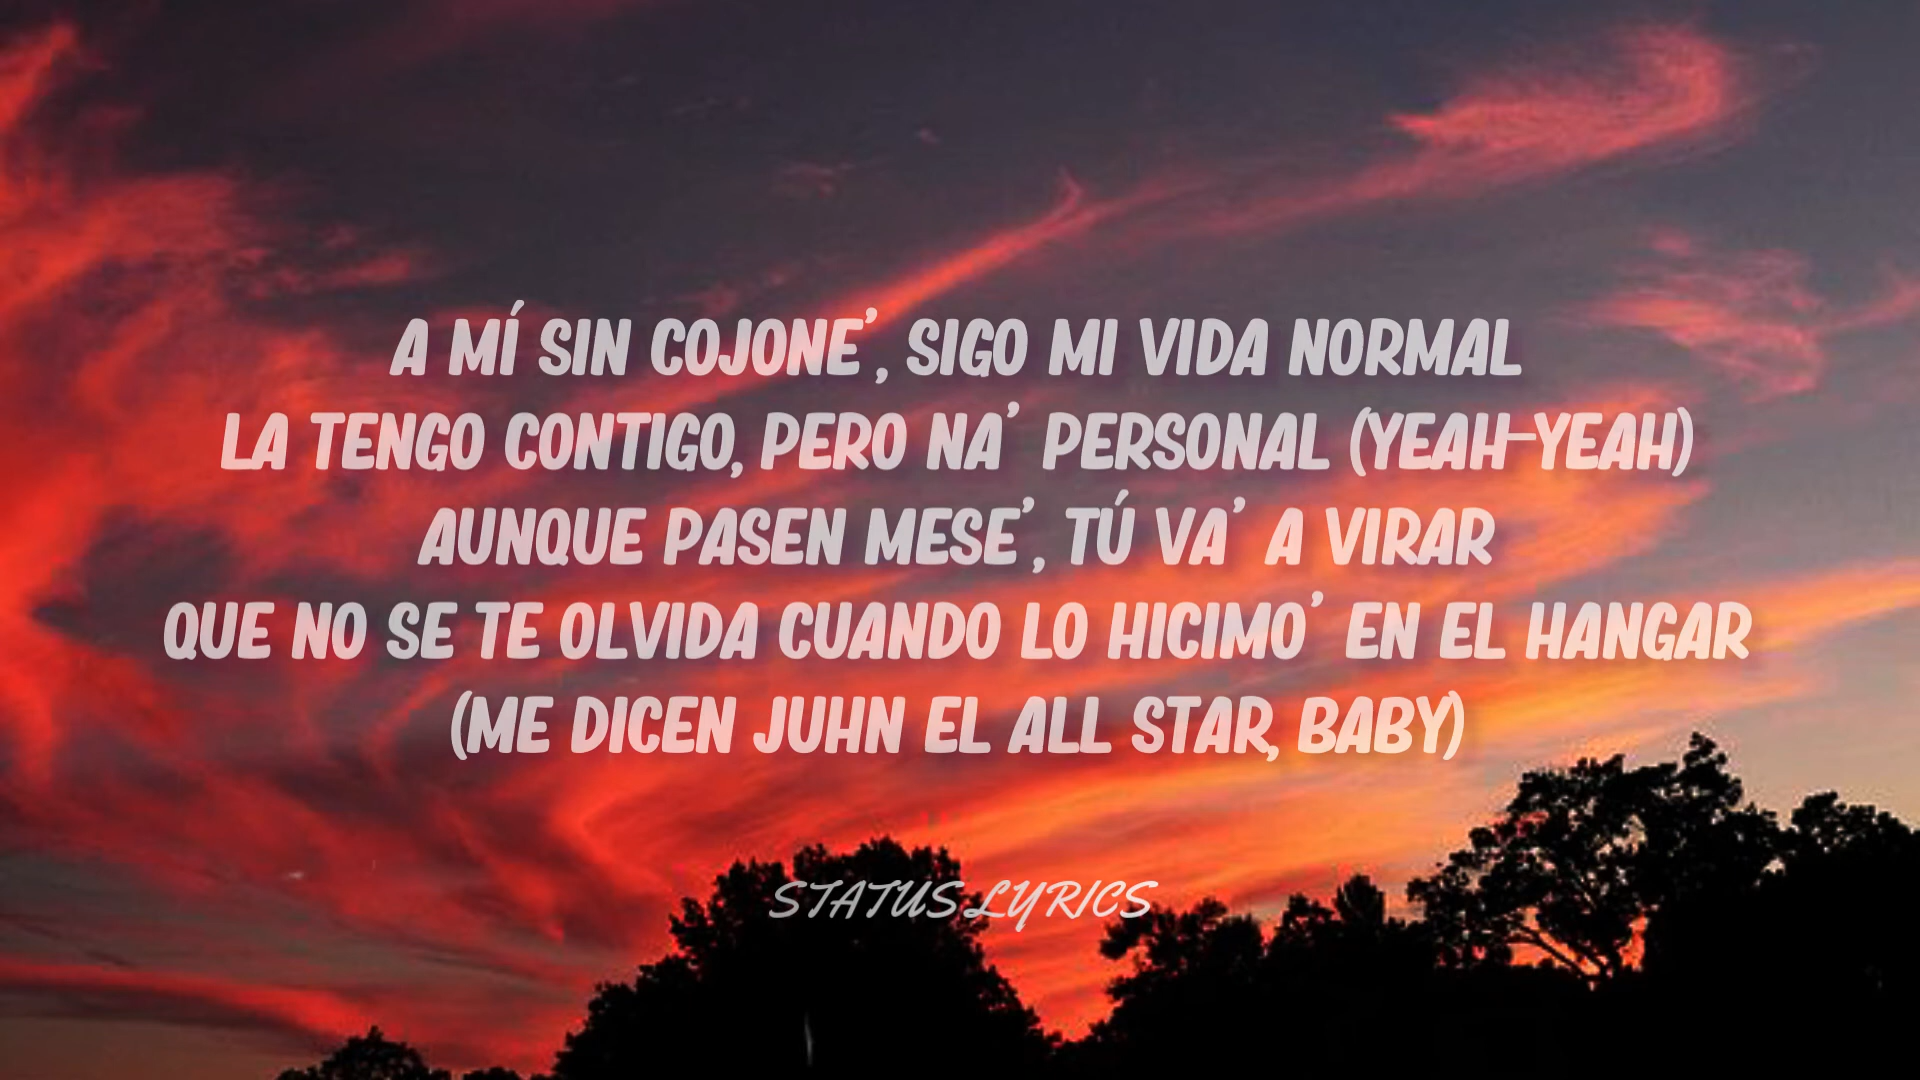 A MÍ SIN COJONE', SIGO MI VIDA NORMAL
LA TENGO CONTIGO, PERO NA' PERSONAL (YEAH-YEAH)
AUNQUE PASEN MESE', TÚ VA' A VIRAR
QUE NO SE TE OLVIDA CUANDO LO HICIMO' EN EL HANGAR
(ME DICEN JUHN EL ALL STAR, BABY)
STATUS LYRICS